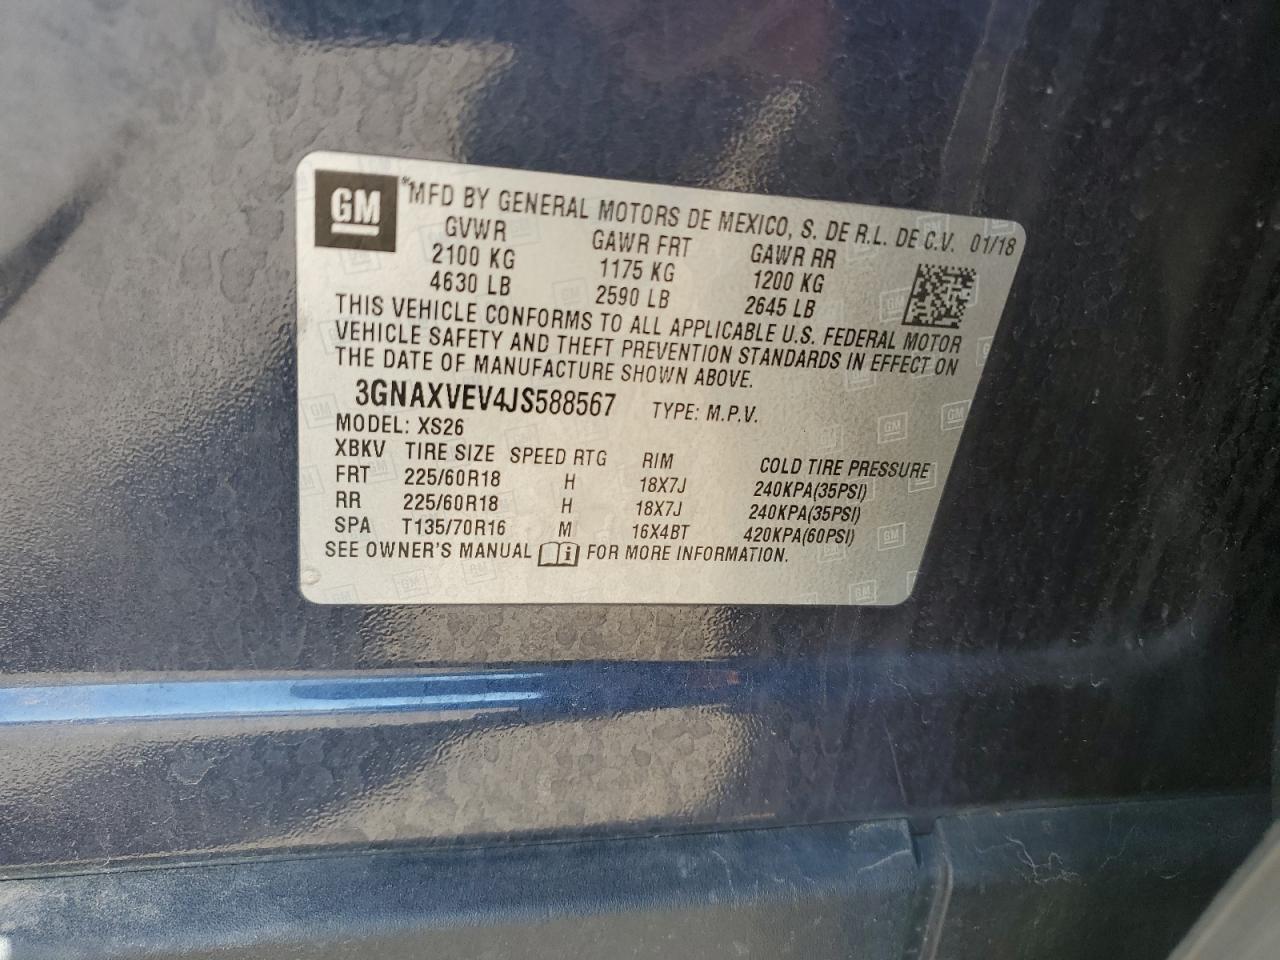 GM
*MFD BY GENERAL MOTORS DE MEXICO, S. DE R.L. DE C.V. 01/18
GVWR GAWR FRT GAWR RR
2100 KG 1175 KG 1200 KG
4630 LB 2590 LB 2645 LB
THIS VEHICLE CONFORMS TO ALL APPLICABLE U.S. FEDERAL MOTOR
VEHICLE SAFETY AND THEFT PREVENTION STANDARDS IN EFFECT ON
THE DATE OF MANUFACTURE SHOWN ABOVE.
3GNAXVEV4JS588567 TYPE: M.P.V.
MODEL: XS26
XBKV TIRE SIZE SPEED RTG RIM COLD TIRE PRESSURE
FRT 225/60R18 H 18X7J 240KPA(35PSI)
RR 225/60R18 H 18X7J 240KPA(35PSI)
SPA T135/70R16 M 16X4BT 420KPA(60PSI)
SEE OWNER'S MANUAL i FOR MORE INFORMATION.